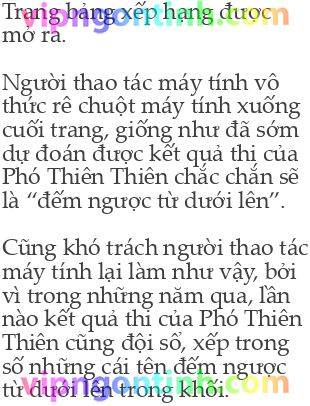 Trang bảng xếp hạng được
mở ra.
Người thao tác máy tính vô
thức rê chuột máy tính xuống
cuối trang, giống như đã sớm
dự đoán được kết quả thi của
Phó Thiên Thiên chắc chắn sẽ
là “đếm ngược từ dưới lên”.
Cũng khó trách người thao tác
máy tính lại làm như vậy, bởi
vì trong những năm qua, lần
nào kết quả thi của Phó Thiên
Thiên cũng đội sổ, xếp trong
số những cái tên đếm ngược
từ dưới lên trong khối.
vipngontinh.com
vipngontinh.com